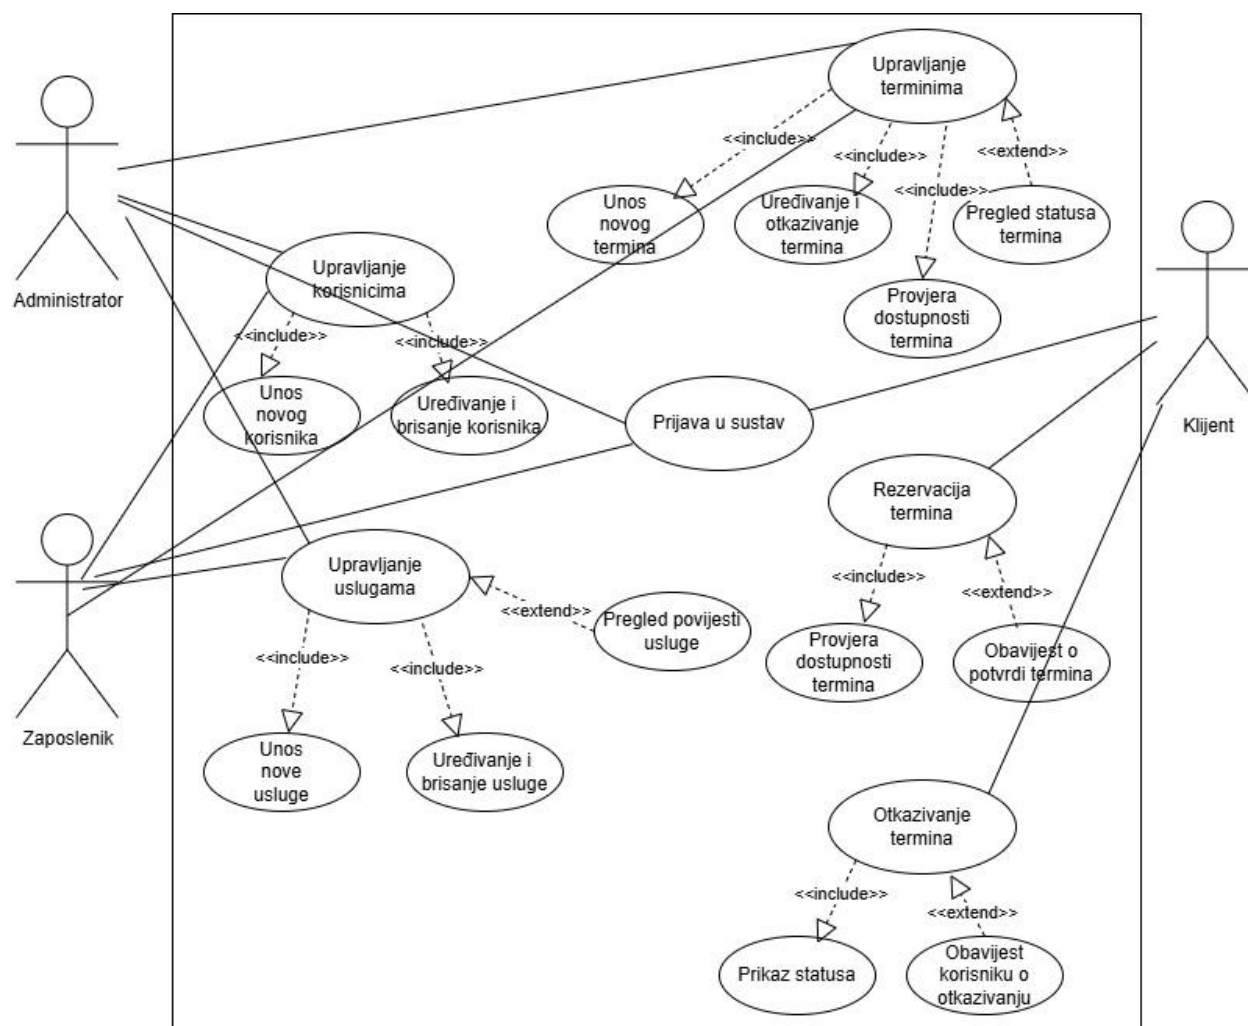 Upravljanje
terminima
<<include>>
<<include>>
<<extend>>
<<include>>
Unos
novog
termina
Uređivanje i
otkazivanje
termina
Pregled statusa
termina
Administrator
Upravljanje
korisnicima
Provjera
dostupnosti
termina
<<include>>
<<include>>
Unos
novog
korisnika
Uređivanje i
brisanje korisnika
Prijava u sustav
Klijent
Rezervacija
termina
Upravljanje
uslugama
<<include>>
<<extend>>
<<extend>>
Pregled povijesti
usluge
Provjera
dostupnosti
termina
Obavijest o
potvrdi termina
<<include>>
<<include>>
Zaposlenik
Unos
nove
usluge
Uređivanje i
brisanje usluge
Otkazivanje
termina
<<include>>
<<extend>>
Prikaz statusa
Obavijest
korisniku o
otkazivanju